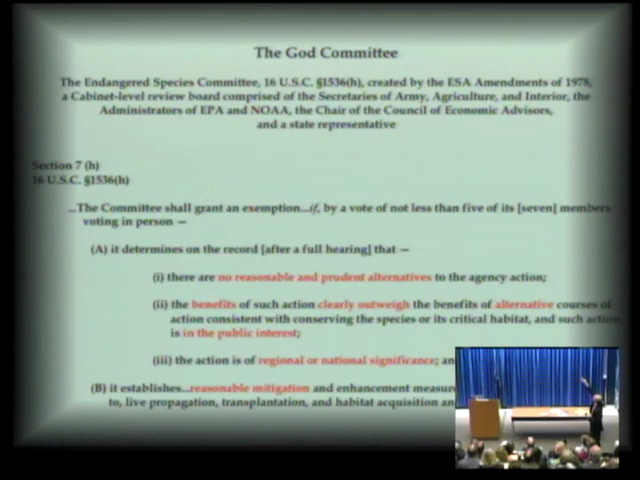 The God Committee
The Endangered Species Committee, 16 U.S.C. §1536(h), created by the ESA Amendments of 1978,
a Cabinet-level review board comprised of the Secretaries of Army, Agriculture, and Interior, the
Administrators of EPA and NOAA, the Chair of the Council of Economic Advisors,
and a state representative
Section 7 (h)
16 U.S.C. §1536(h)
...The Committee shall grant an exemption...if, by a vote of not less than five of its [seven] members
voting in person —
(A) it determines on the record [after a full hearing] that —
(i) there are no reasonable and prudent alternatives to the agency action;
(ii) the benefits of such action clearly outweigh the benefits of alternative courses of
action consistent with conserving the species or its critical habitat, and such action
is in the public interest;
(iii) the action is of regional or national significance; an
(B) it establishes...reasonable mitigation and enhancement measur
to, live propagation, transplantation, and habitat acquisition an